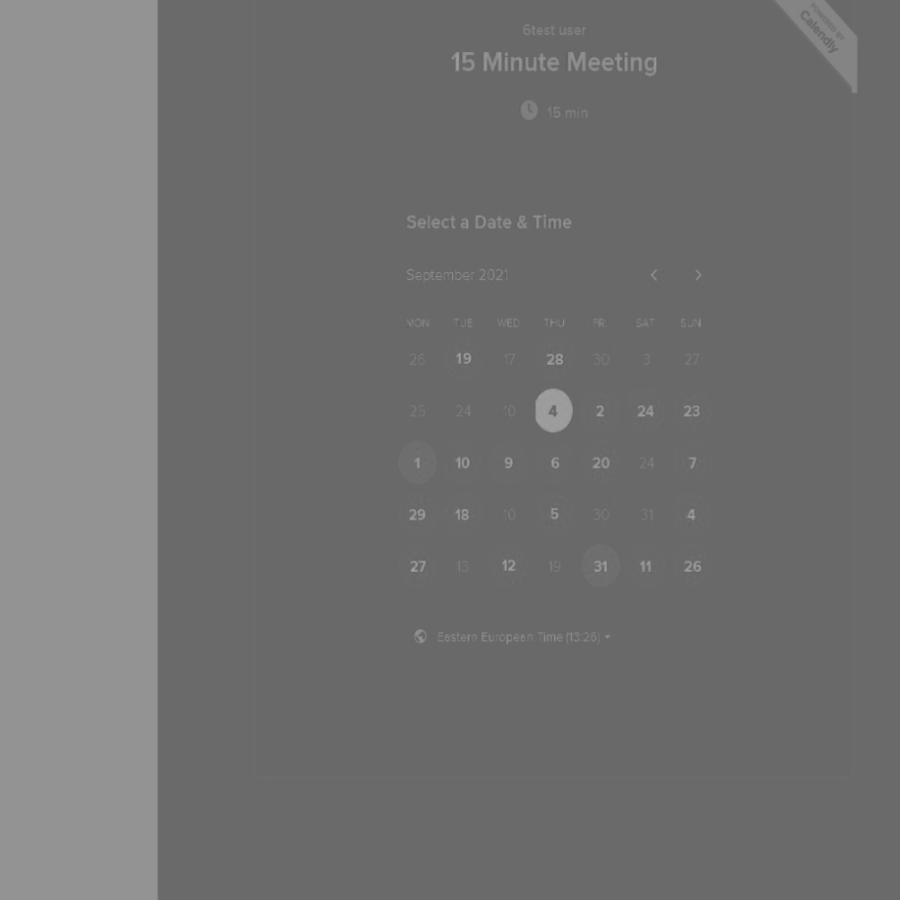 POWERED BY
Calendly
6test user
15 Minute Meeting
15 min
Select a Date & Time
September 2021
MON TUE WED THU FRI SAT SUN
26 19 17 28 30 3 27
25 24 10 4 2 24 23
1 10 9 6 20 24 7
29 18 10 5 30 31 4
27 13 12 19 31 11 26
Eastern European Time (13:26)